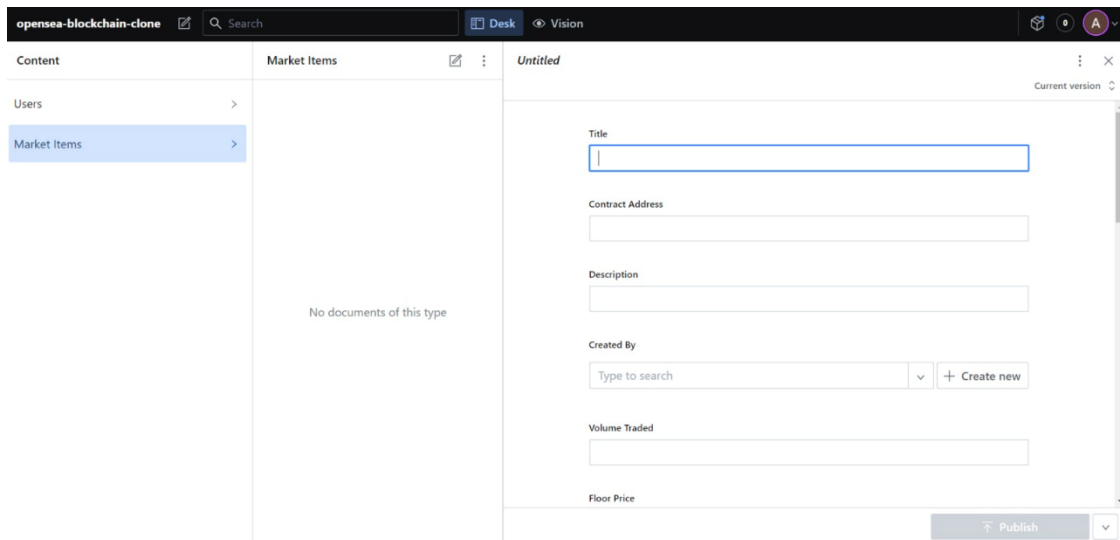 opensea-blockchain-clone Search Desk Vision 0 A
Content
Users
Market Items
Market Items
No documents of this type
Untitled
Current version
Title
Contract Address
Description
Created By
Type to search
Create new
Volume Traded
Floor Price
Publish